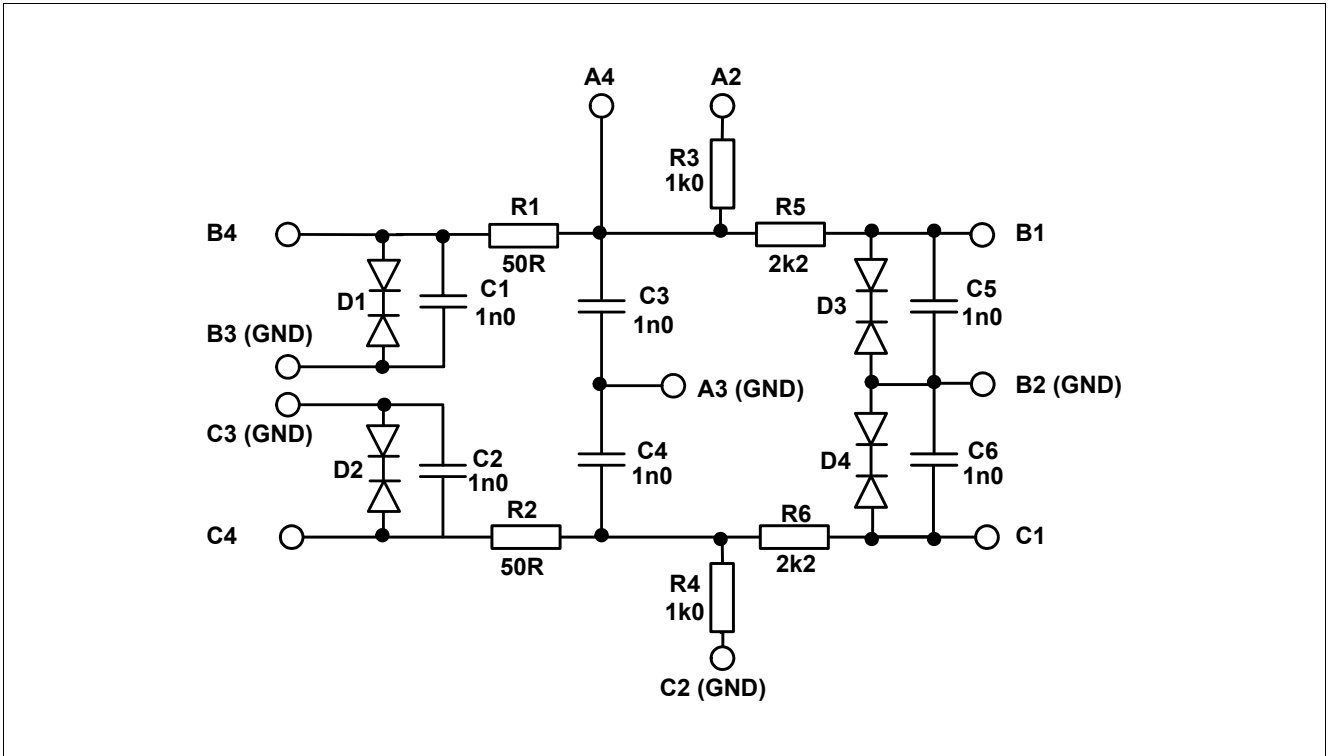 A4
A2
R3
1k0
B4
R1
50R
R5
2k2
B1
D1
C1
1n0
C3
1n0
D3
C5
1n0
B3 (GND)
A3 (GND)
B2 (GND)
C3 (GND)
D2
C2
1n0
C4
1n0
D4
C6
1n0
C4
R2
50R
R6
2k2
C1
R4
1k0
C2 (GND)